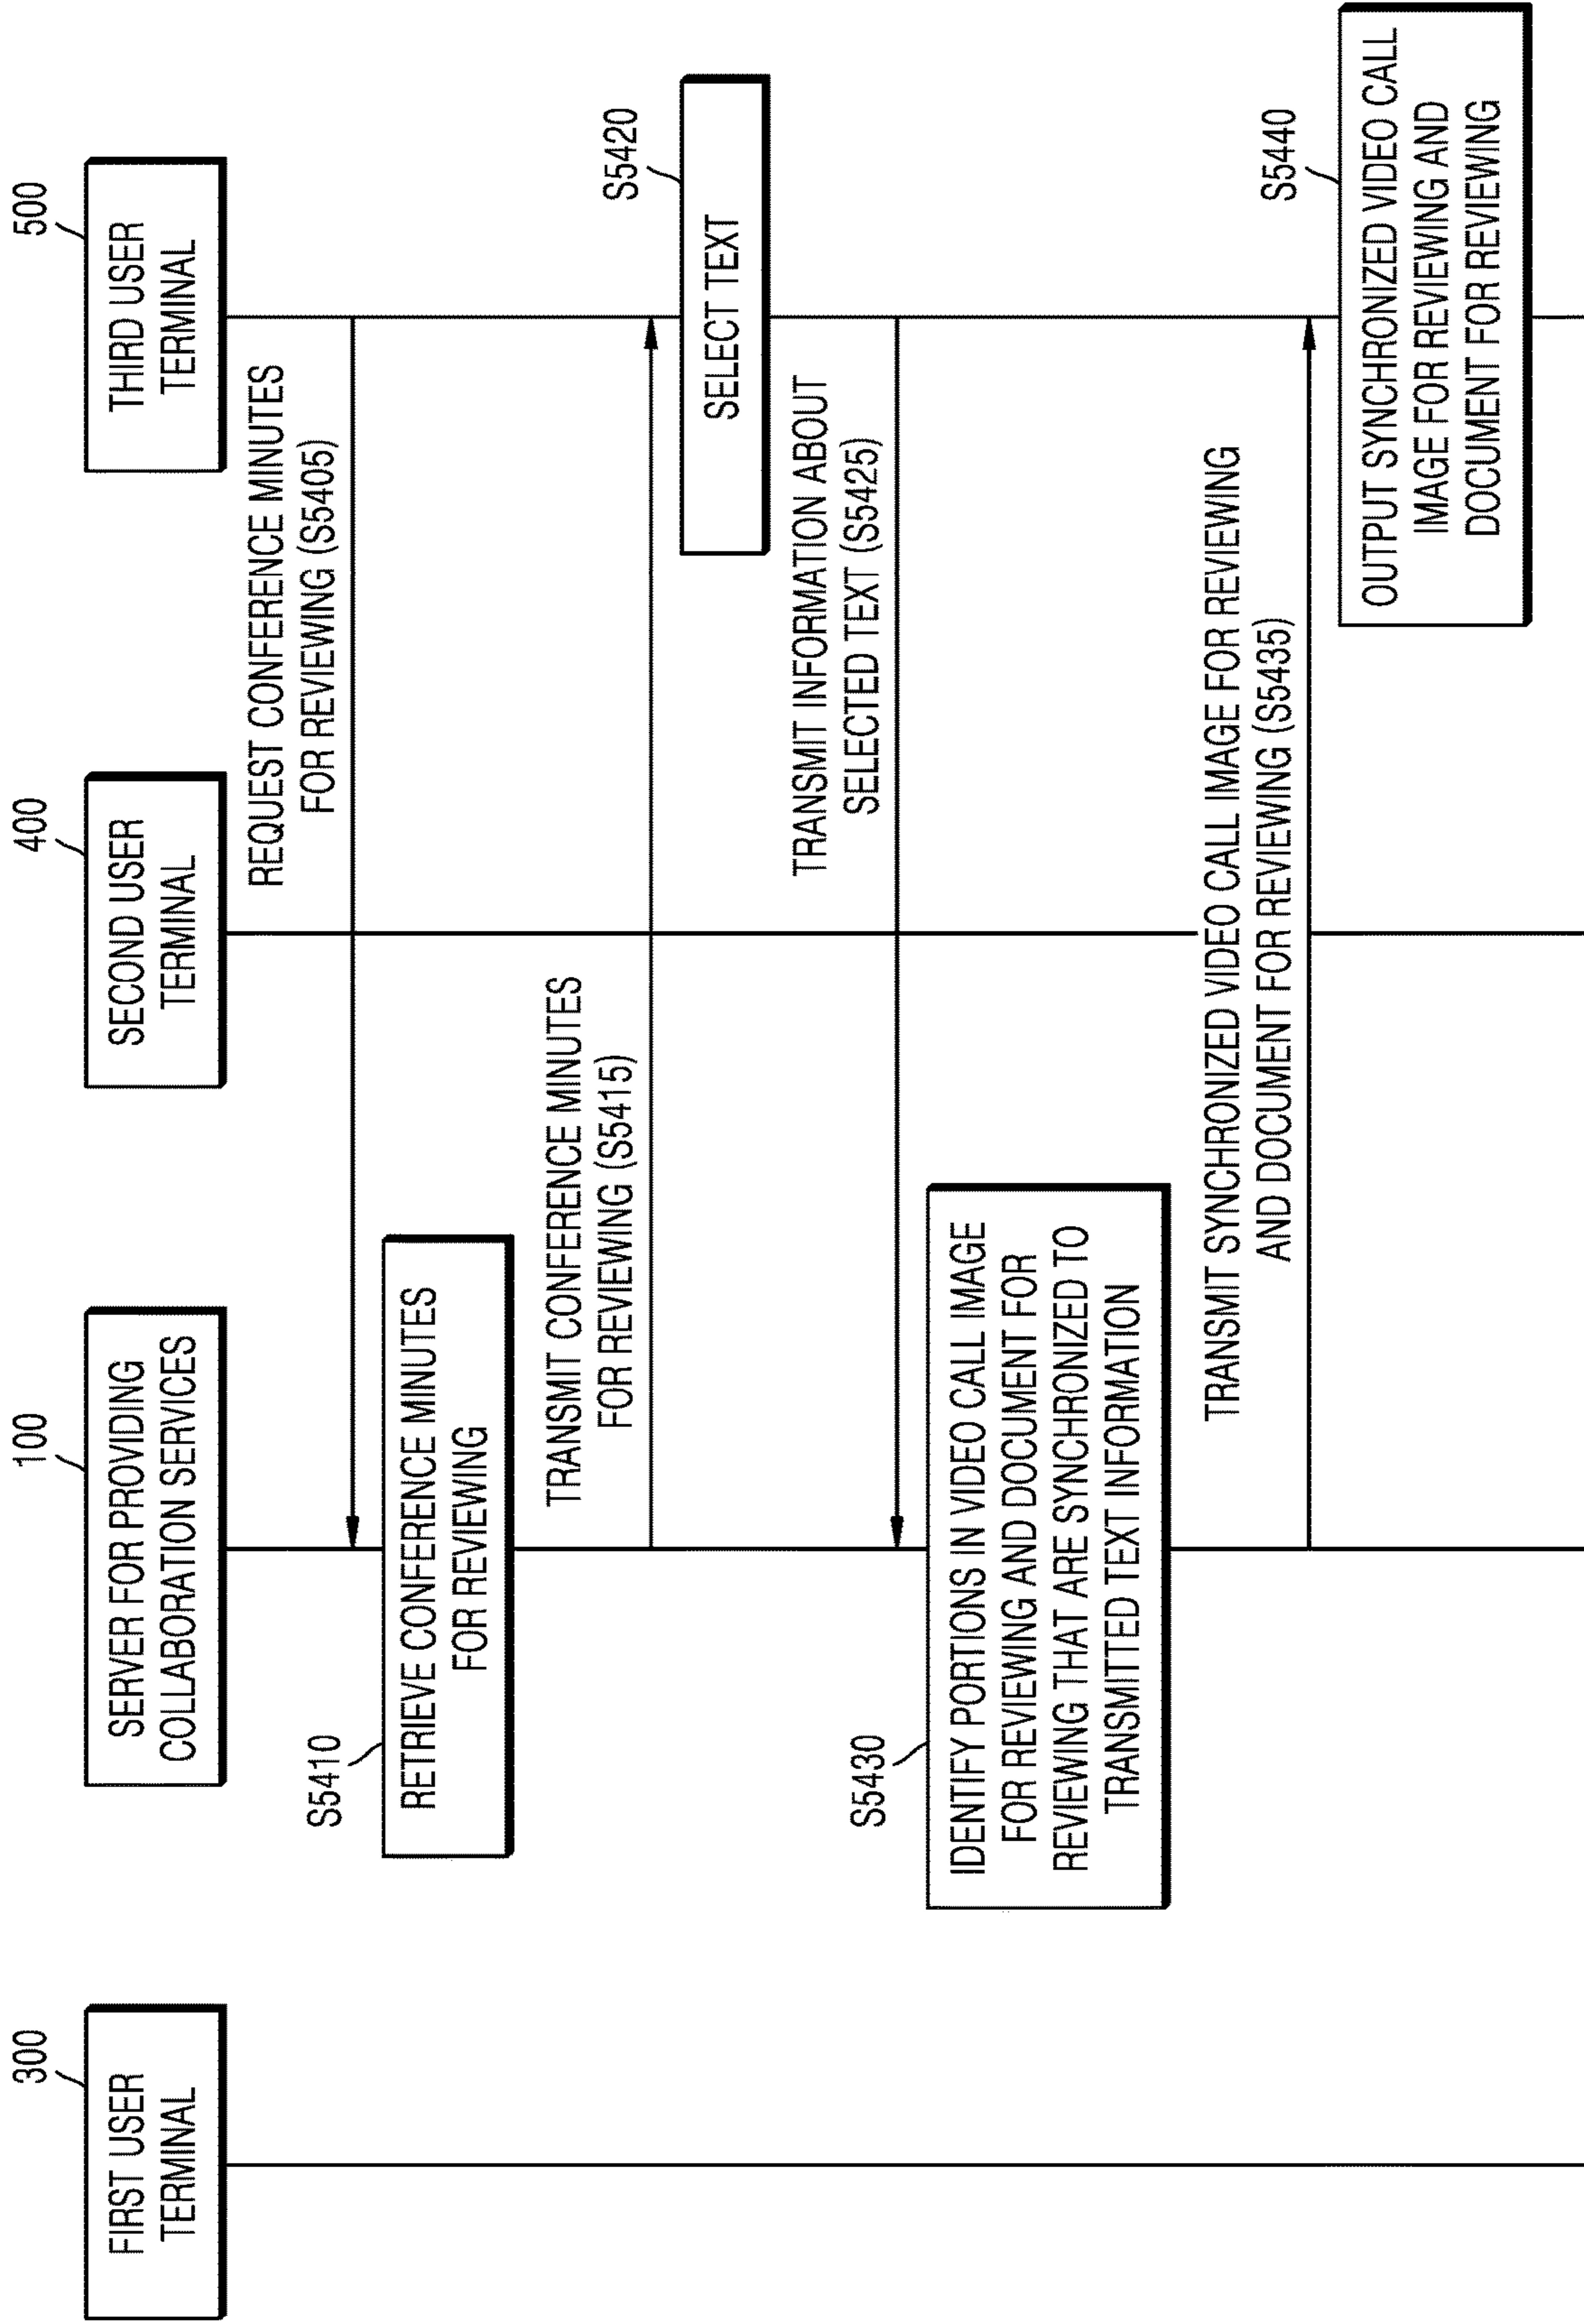 300
FIRST USER
TERMINAL
100
SERVER FOR PROVIDING
COLLABORATION SERVICES
400
SECOND USER
TERMINAL
500
THIRD USER
TERMINAL
REQUEST CONFERENCE MINUTES
FOR REVIEWING (S5405)
S5410
RETRIEVE CONFERENCE MINUTES
FOR REVIEWING
TRANSMIT CONFERENCE MINUTES
FOR REVIEWING (S5415)
S5420
SELECT TEXT
TRANSMIT INFORMATION ABOUT
SELECTED TEXT (S5425)
S5430
IDENTIFY PORTIONS IN VIDEO CALL IMAGE
FOR REVIEWING AND DOCUMENT FOR
REVIEWING THAT ARE SYNCHRONIZED TO
TRANSMITTED TEXT INFORMATION
TRANSMIT SYNCHRONIZED VIDEO CALL IMAGE FOR REVIEWING
AND DOCUMENT FOR REVIEWING (S5435)
S5440
OUTPUT SYNCHRONIZED VIDEO CALL
IMAGE FOR REVIEWING AND
DOCUMENT FOR REVIEWING